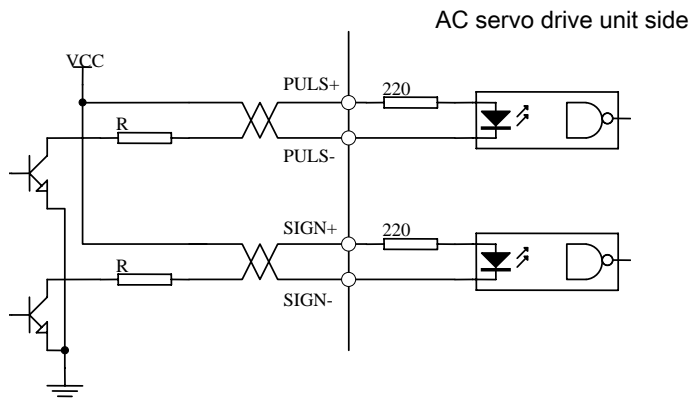 AC servo drive unit side
VCC
PULS+
220
R
PULS-
SIGN+
220
R
SIGN-